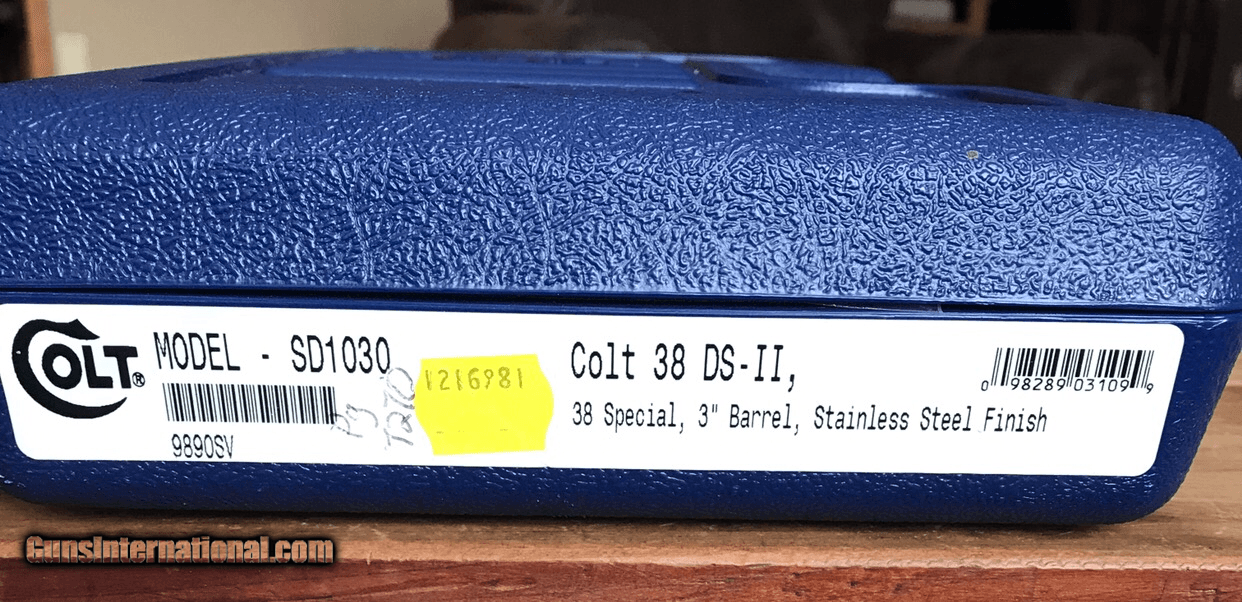 COLT®
MODEL - SD1030
9890SV
1216981
Colt 38 DS-II,
38 Special, 3" Barrel, Stainless Steel Finish
0 98289 03109 9
GunsInternational.com